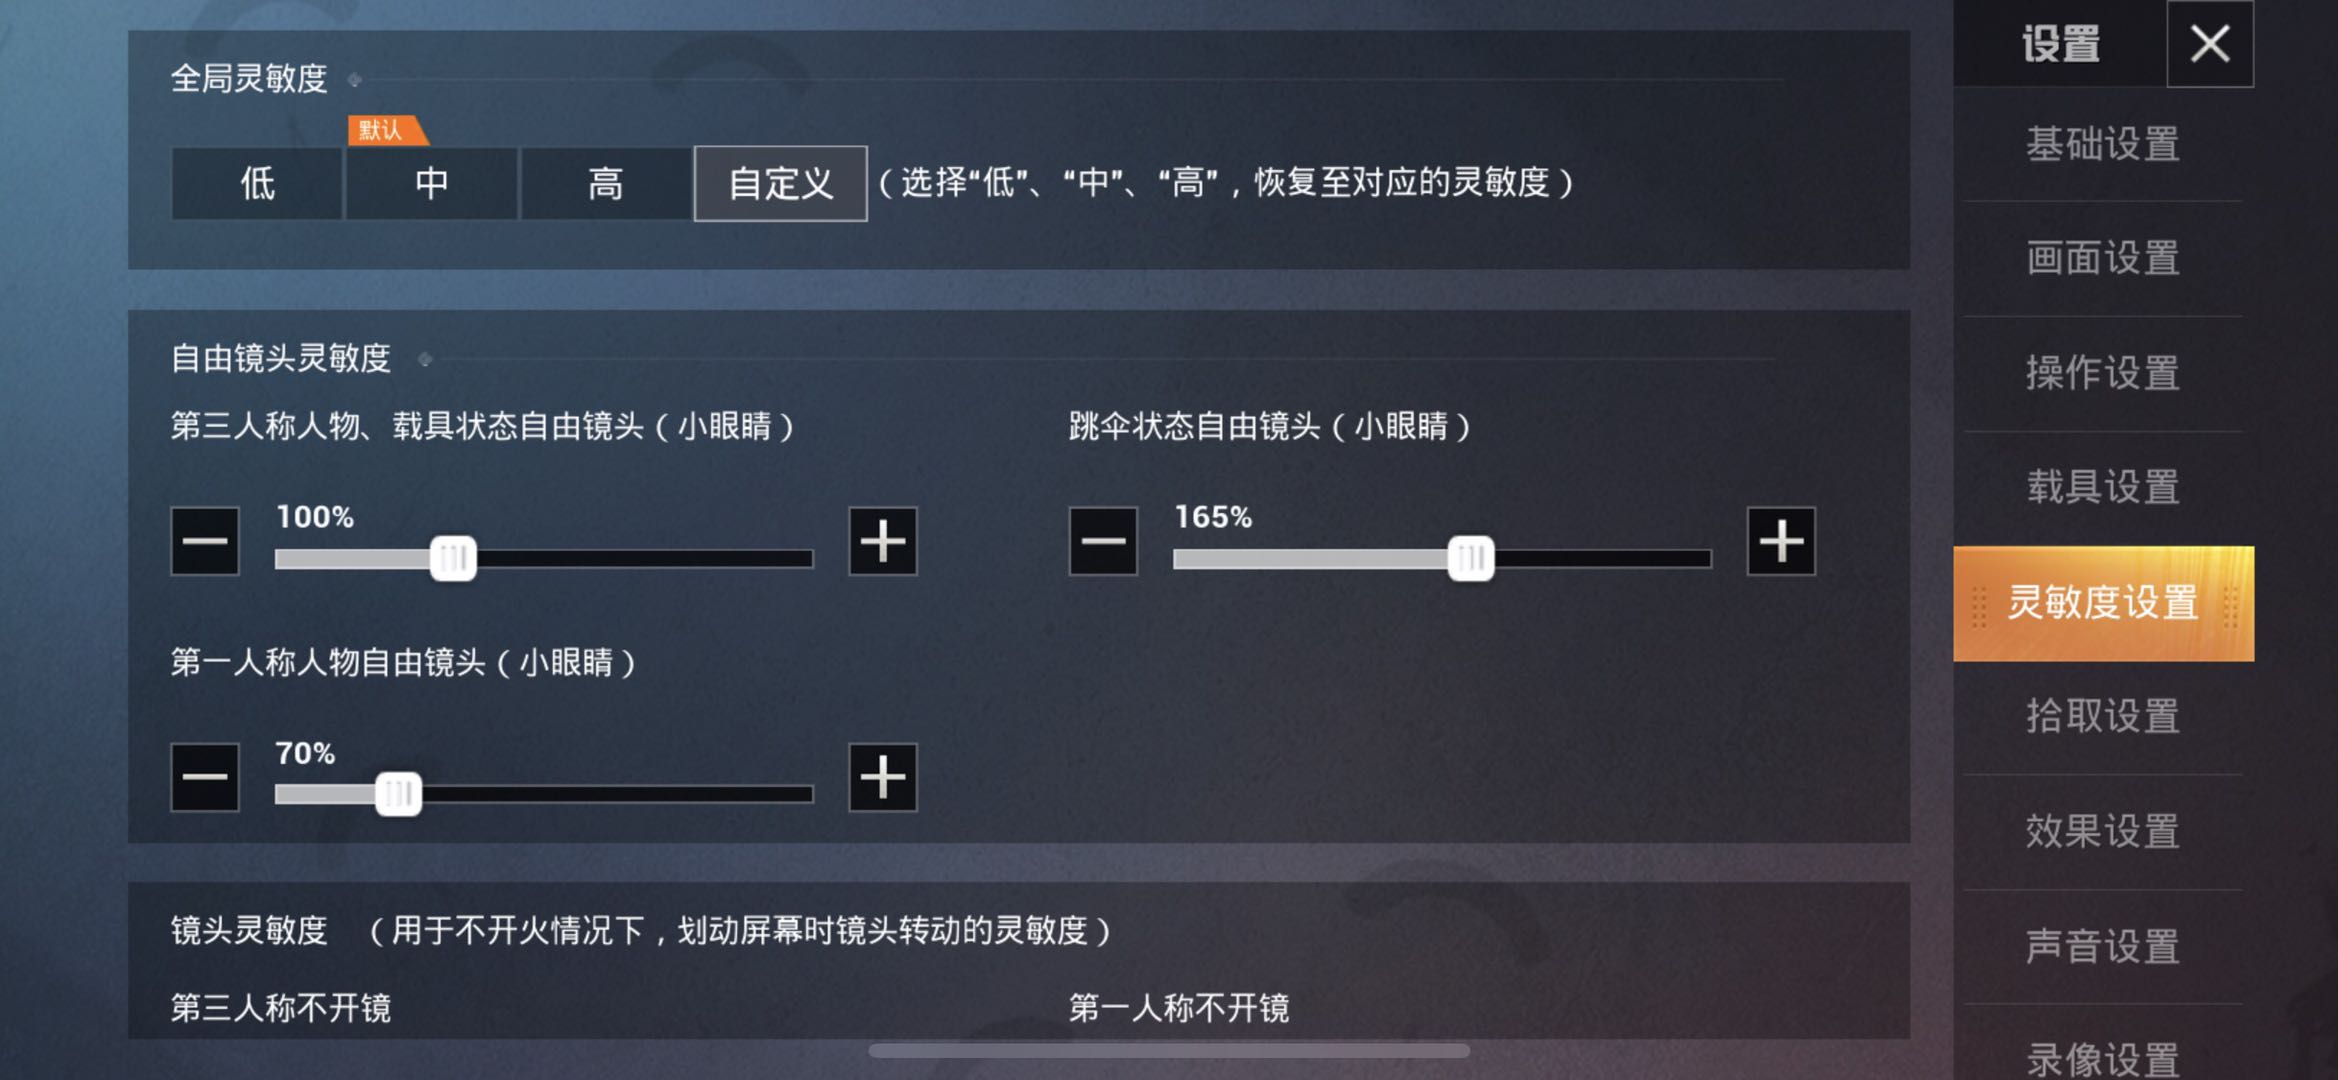 全局灵敏度
默认
低
中
高
自定义
（选择“低”、“中”、“高”，恢复至对应的灵敏度）
自由镜头灵敏度
第三人称人物、载具状态自由镜头（小眼睛）
100%
跳伞状态自由镜头（小眼睛）
165%
第一人称人物自由镜头（小眼睛）
70%
镜头灵敏度 （用于不开火情况下，划动屏幕时镜头转动的灵敏度）
第三人称不开镜
第一人称不开镜
设置
基础设置
画面设置
操作设置
载具设置
灵敏度设置
拾取设置
效果设置
声音设置
录像设置